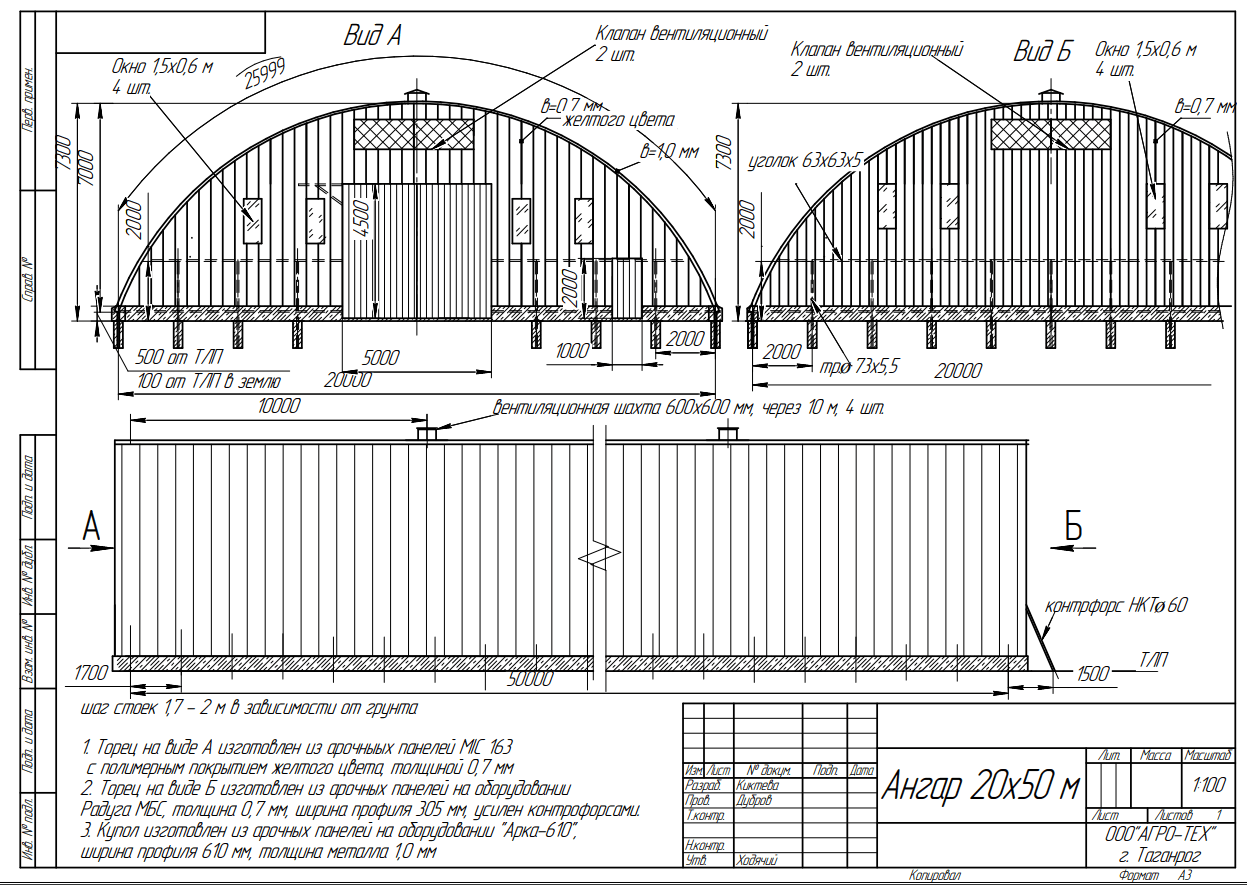 Перв. примен.
Справ. №
Подп. и дата
Инв. № дубл.
Взам. инв. №
Подп. и дата
Инв. № подл.
Вид А
Окно 1,5х0,6 м
4 шт.
25999
Клапан вентиляционный
2 шт.
в=0.7 мм
желтого цвета
в=1,0 мм
7300
7000
2000
4500
2000
500 от ТЛП
100 от ТЛП в землю
5000
20000
1000
2000
Вид Б
Клапан вентиляционный
2 шт.
Окно 1,5х0,6 м
4 шт.
в=0,7 мм
уголок 63х63х5
7300
2000
2000
трø 73х5,5
20000
10000
вентиляционная шахта 600х600 мм, через 10 м, 4 шт.
А
Б
контрфорс НКТø 60
ТЛП
1700
50000
1500
шаг стоек 1,7 - 2 м в зависимости от грунта
1. Торец на виде А изготовлен из арочныых панелей MIC 163
с полимерным покрытием желтого цвета, толщиной 0,7 мм
2. Торец на виде Б изготовлен из арочных панелей на оборудовании
Радуга МБС, толщина 0,7 мм, ширина профиля 305 мм, усилен контрофорсами.
3. Купол изготовлен из арочных панелей на оборудовании "Арка-610",
ширина профиля 610 мм, толщина металла 1,0 мм
Изм. Лист № докум. Подп. Дата
Разраб. Киктева
Пров. Дубров
Т.контр.
Н.контр.
Утв. Ходячий
Ангар 20х50 м
Лит. Масса Масштаб
1:100
Лист Листов 1
ООО"АГРО-ТЕХ"
г. Таганрог
Копировал Формат А3